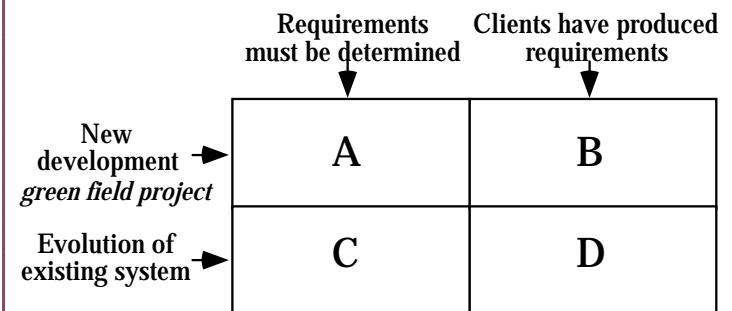 Requirements
must be determined
Clients have produced
requirements
New
development
green field project
A
B
Evolution of
existing system
C
D